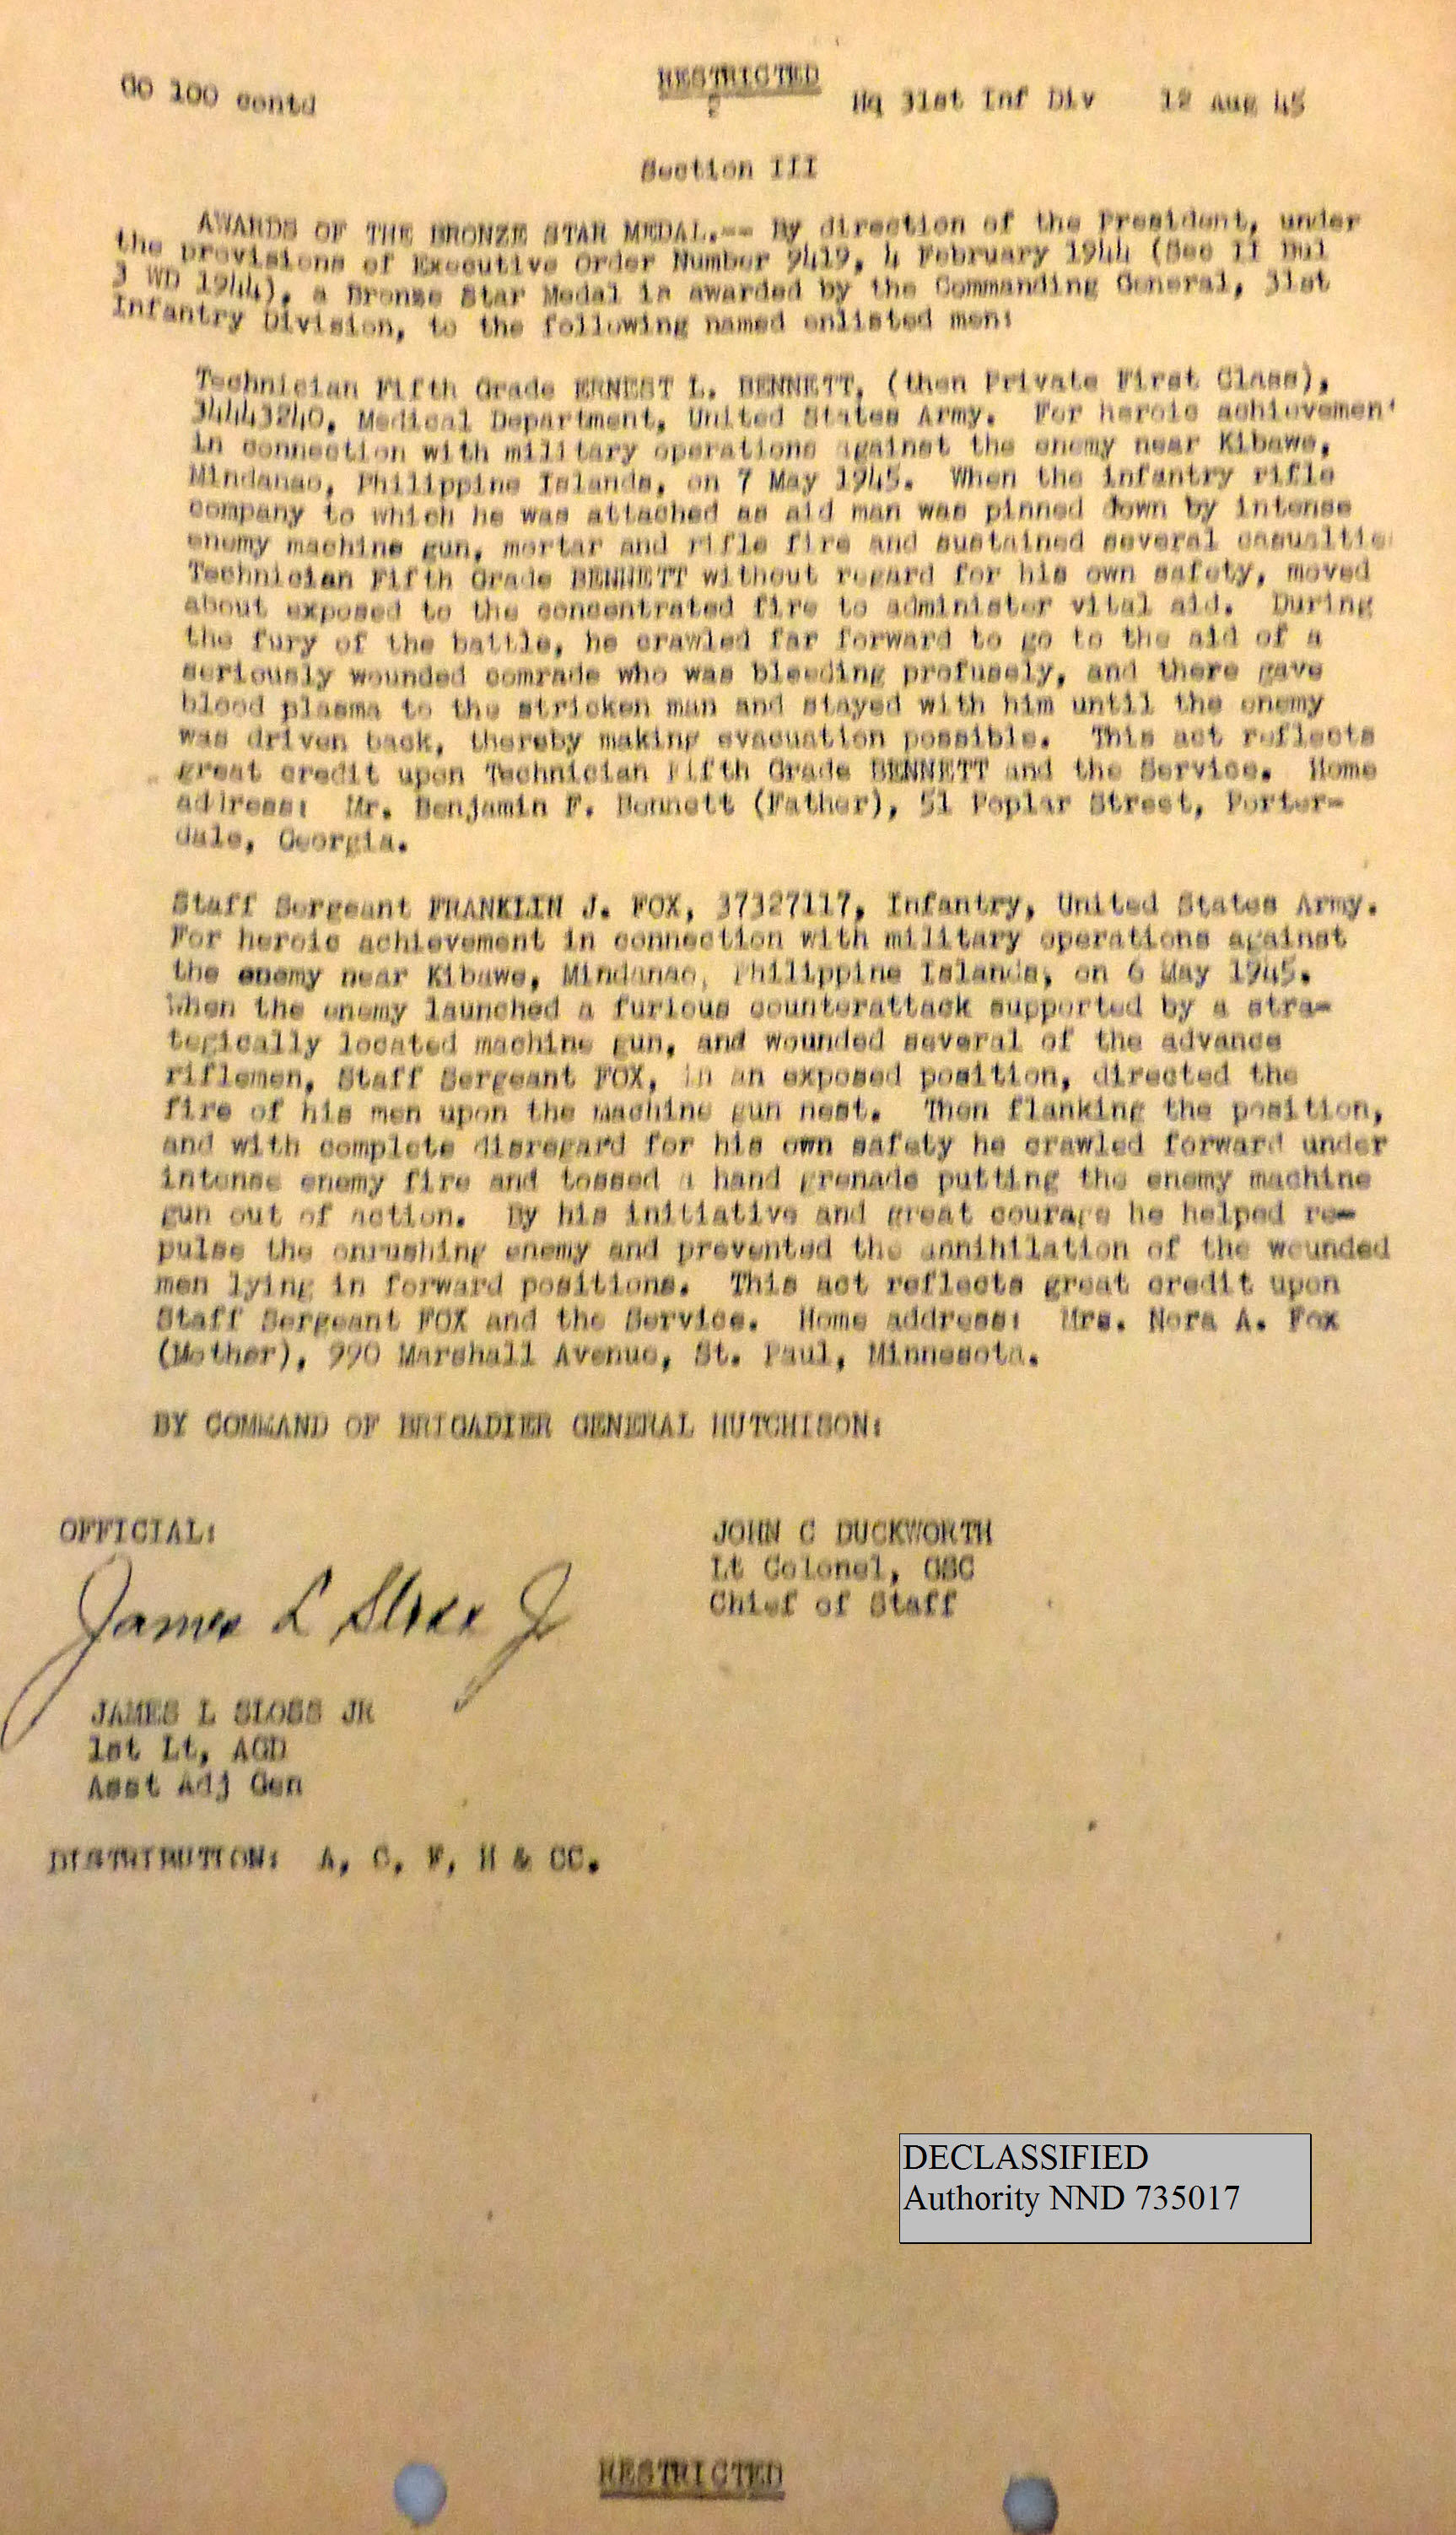 GO 100 contd
RESTRICTED
Hq 31st Inf Div 12 Aug 45
2
Section III
AWARDS OF THE BRONZE STAR MEDAL.-- By direction of the President, under
the provisions of Executive Order Number 9419, 4 February 1944 (Sec II Bul
3 WD 1944), a Bronze Star Medal is awarded by the Commanding General, 31st
Infantry Division, to the following named enlisted men:
Technician Fifth Grade ERNEST L. BENNETT, (then Private First Class),
34443240, Medical Department, United States Army. For heroic achievement
in connection with military operations against the enemy near Kibawe,
Mindanao, Philippine Islands, on 7 May 1945. When the infantry rifle
company to which he was attached as aid man was pinned down by intense
enemy machine gun, mortar and rifle fire and sustained several casualtie
Technician Fifth Grade BENNETT without regard for his own safety, moved
about exposed to the concentrated fire to administer vital aid. During
the fury of the battle, he crawled far forward to go to the aid of a
seriously wounded comrade who was bleeding profusely, and there gave
blood plasma to the stricken man and stayed with him until the enemy
was driven back, thereby making evacuation possible. This act reflects
great credit upon Technician Fifth Grade BENNETT and the Service. Home
address: Mr. Benjamin F. Bennett (Father), 51 Poplar Street, Porter-
dale, Georgia.
Staff Sergeant FRANKLIN J. FOX, 37327117, Infantry, United States Army.
For heroic achievement in connection with military operations against
the enemy near Kibawe, Mindanao, Philippine Islands, on 6 May 1945.
When the enemy launched a furious counterattack supported by a stra-
tegically located machine gun, and wounded several of the advance
riflemen, Staff Sergeant FOX, in an exposed position, directed the
fire of his men upon the machine gun nest. Then flanking the position,
and with complete disregard for his own safety he crawled forward under
intense enemy fire and tossed a hand grenade putting the enemy machine
gun out of action. By his initiative and great courage he helped re-
pulse the onrushing enemy and prevented the annihilation of the wounded
men lying in forward positions. This act reflects great credit upon
Staff Sergeant FOX and the Service. Home address: Mrs. Nora A. Fox
(Mother), 990 Marshall Avenue, St. Paul, Minnesota.
BY COMMAND OF BRIGADIER GENERAL HUTCHISON:
OFFICIAL:
JOHN C DUCKWORTH
Lt Colonel, GSC
Chief of Staff
James L Sloss Jr
JAMES L SLOSS JR
1st Lt, AGD
Asst Adj Gen
DISTRIBUTION: A, C, F, H & CC.
DECLASSIFIED
Authority NND 735017
RESTRICTED